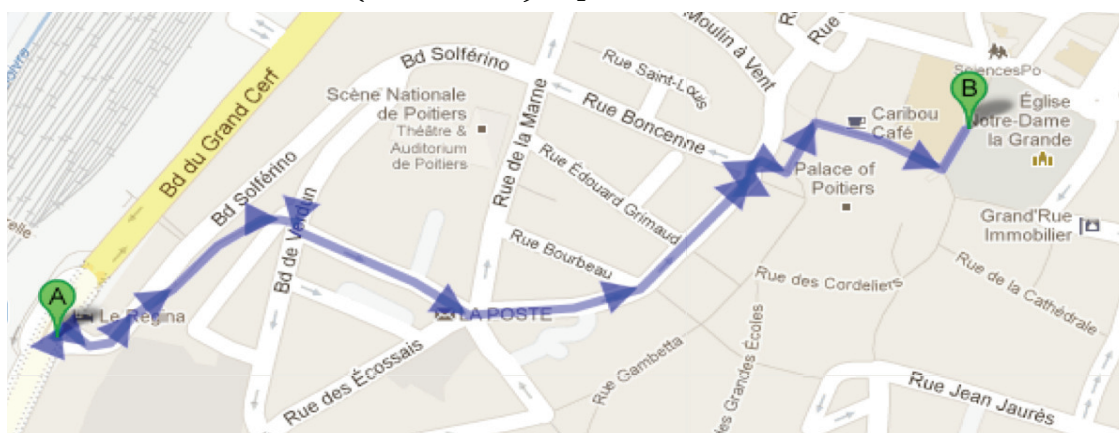 Bd du Grand Cerf
Bd Solférino
Bd Solférino
Scène Nationale
de Poitiers
Théâtre &
Auditorium
de Poitiers
Rue de la Marne
Rue Saint-Louis
Moulin à Vent
Rue
Rue
Rue Boncenne
SciencesPo
B
Église
Notre-Dame
la Grande
Caribou
Café
Palace of
Poitiers
Rue Édouard Grimaud
Rue Bourbeau
Bd de Verdun
Grand'Rue
Immobilier
Rue des Cordeliers
Rue de la Cathédrale
A
Le Régina
LA POSTE
Rue des Écossais
Rue Gambetta
des Grandes Écoles
Rue Jean Jaurès